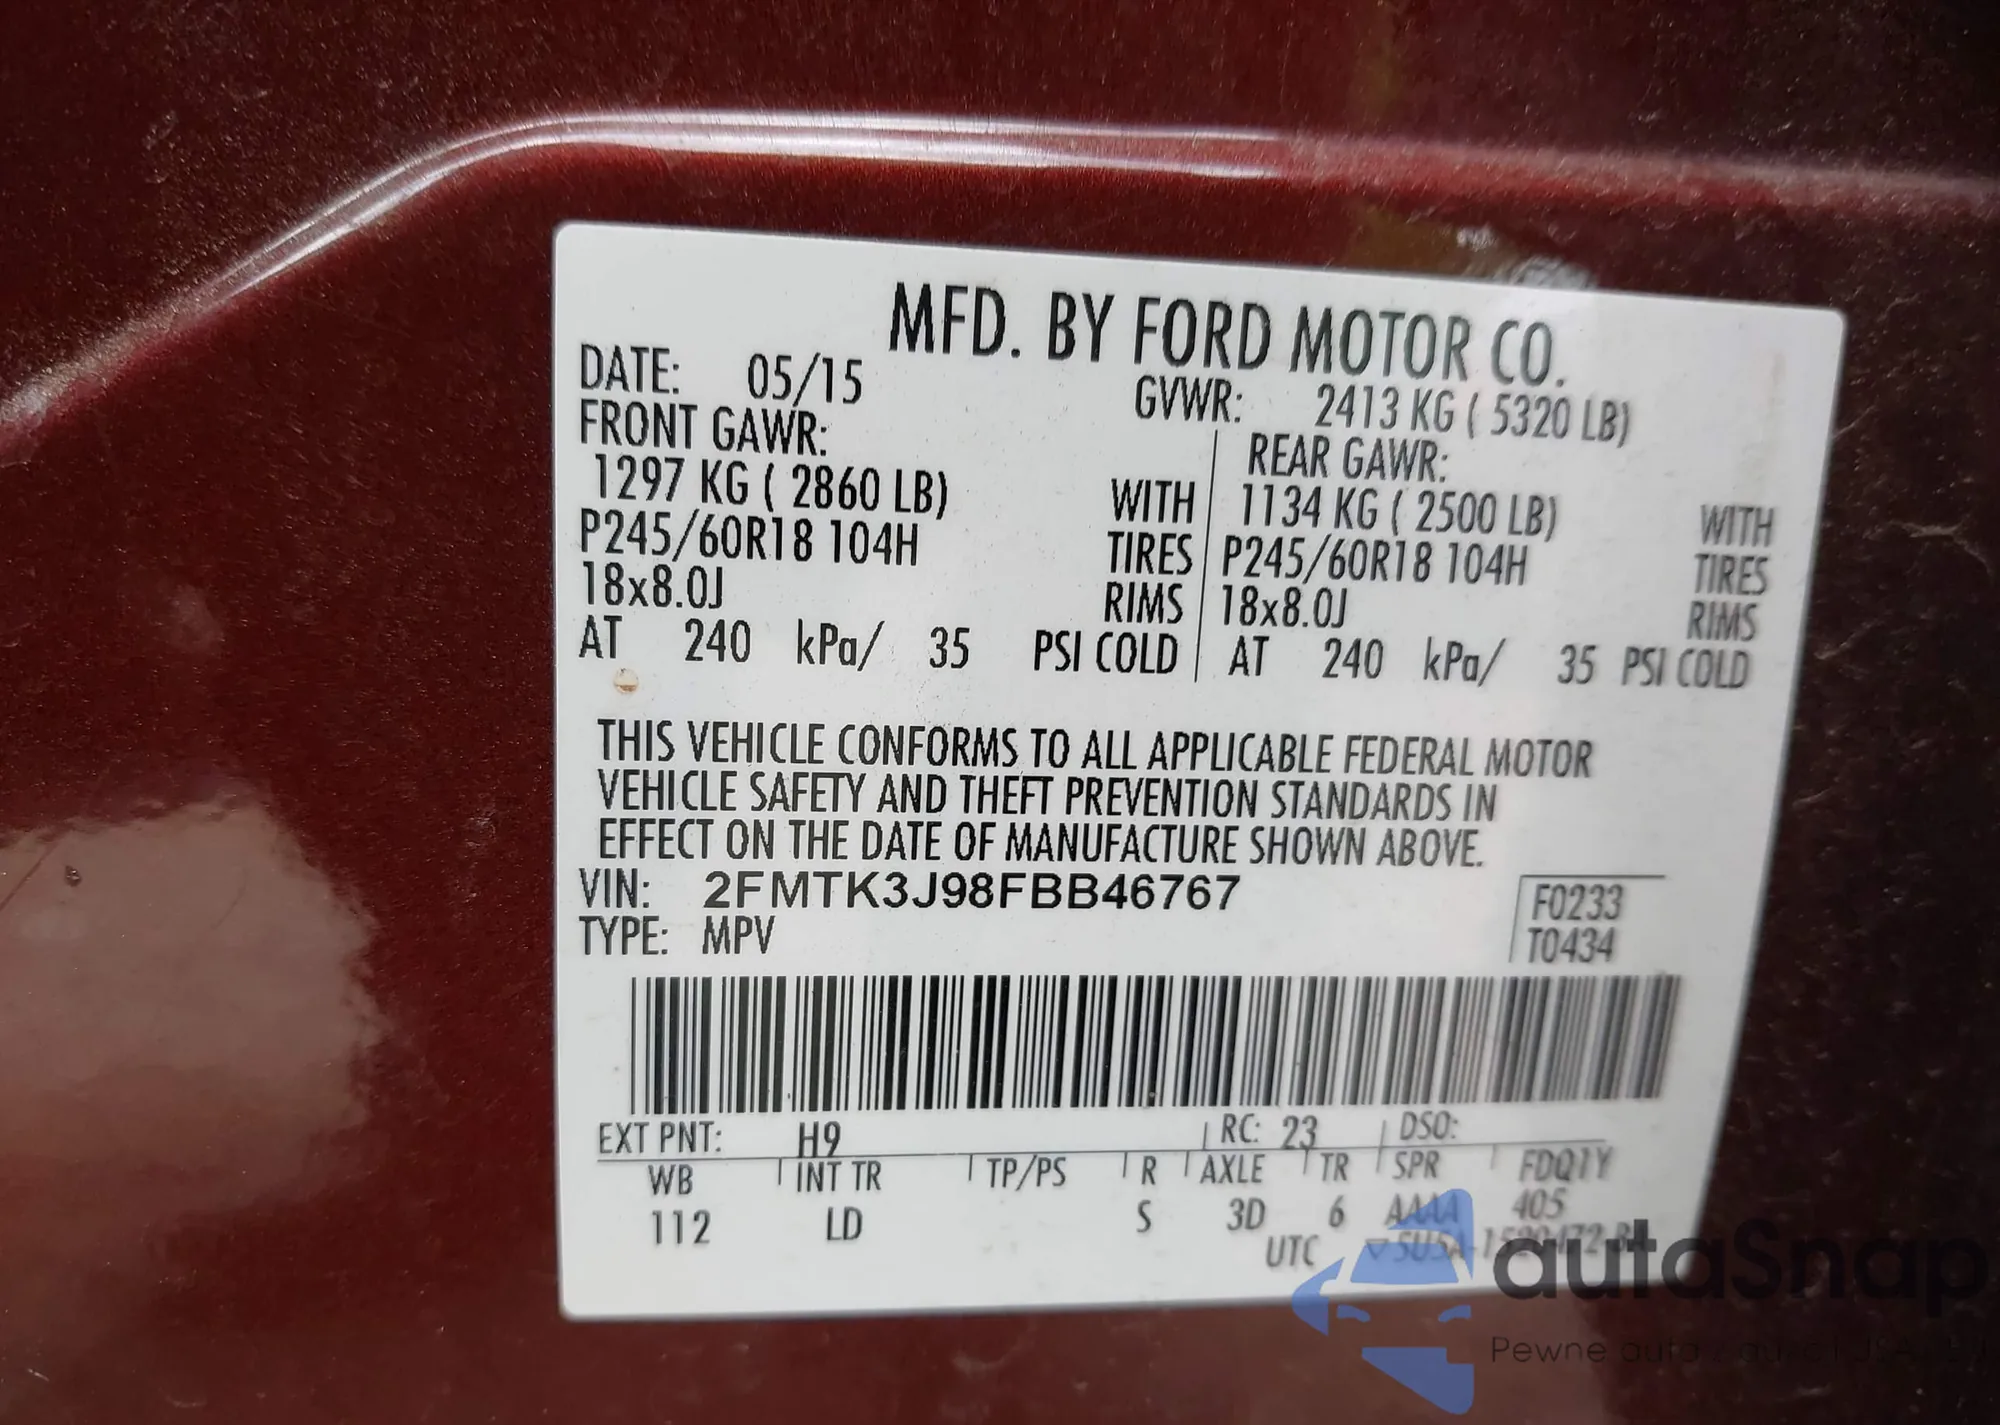 MFD. BY FORD MOTOR CO.
DATE: 05/15 GVWR: 2413 KG ( 5320 LB)
FRONT GAWR: REAR GAWR:
1297 KG ( 2860 LB) WITH 1134 KG ( 2500 LB) WITH
P245/60R18 104H TIRES P245/60R18 104H TIRES
18x8.0J RIMS 18x8.0J RIMS
AT 240 kPa/ 35 PSI COLD AT 240 kPa/ 35 PSI COLD
THIS VEHICLE CONFORMS TO ALL APPLICABLE FEDERAL MOTOR
VEHICLE SAFETY AND THEFT PREVENTION STANDARDS IN
EFFECT ON THE DATE OF MANUFACTURE SHOWN ABOVE.
VIN: 2FMTK3J98FBB46767 F0233
TYPE: MPV T0434
EXT PNT: H9 RC: 23 DSO:
WB INT TR TP/PS R AXLE TR SPR FDQ1Y
112 LD S 3D 6 AAAA 405
UTC
autaSnap
Pewne auta z aukcji USA